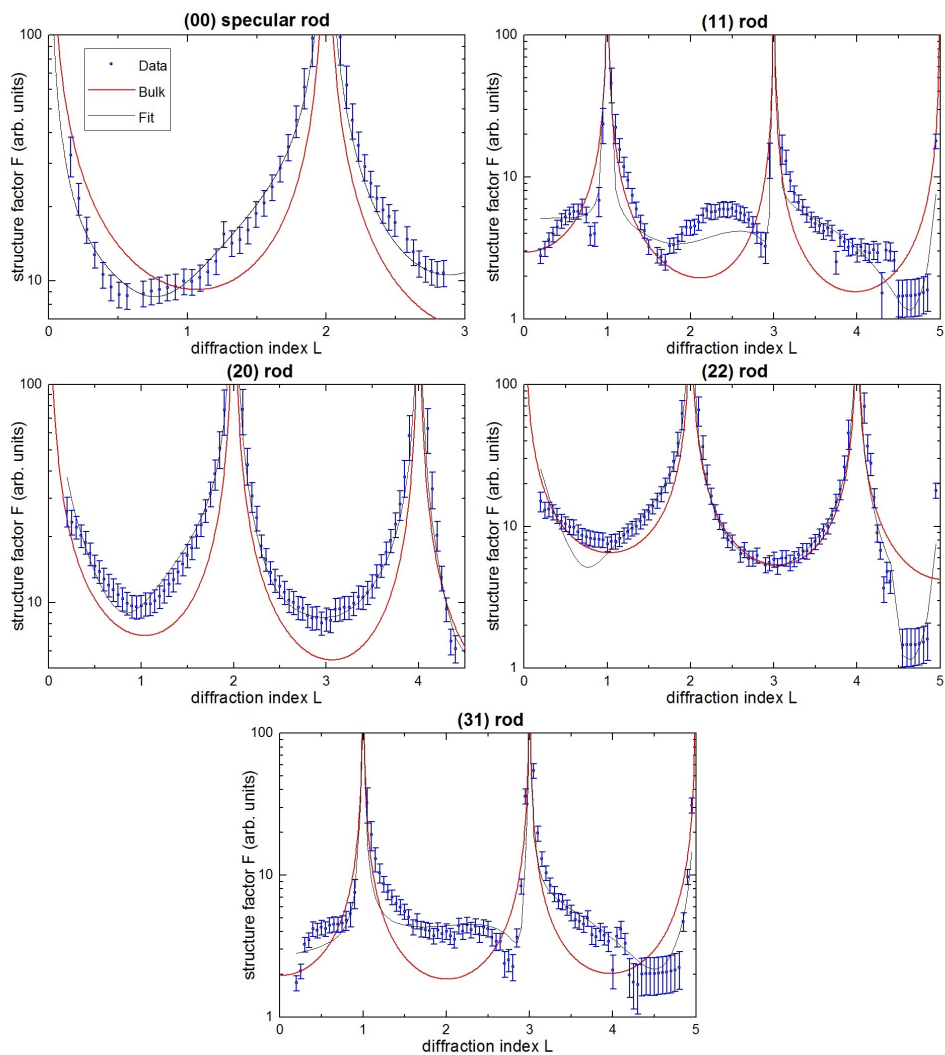 (00) specular rod
structure factor F (arb. units)
100
10
Data
Bulk
Fit
0 1 2 3
diffraction index L
(11) rod
structure factor F (arb. units)
100
10
1
0 1 2 3 4 5
diffraction index L
(20) rod
structure factor F (arb. units)
100
10
0 1 2 3 4
diffraction index L
(22) rod
structure factor F (arb. units)
100
10
1
0 1 2 3 4 5
diffraction index L
(31) rod
structure factor F (arb. units)
100
10
1
0 1 2 3 4 5
diffraction index L